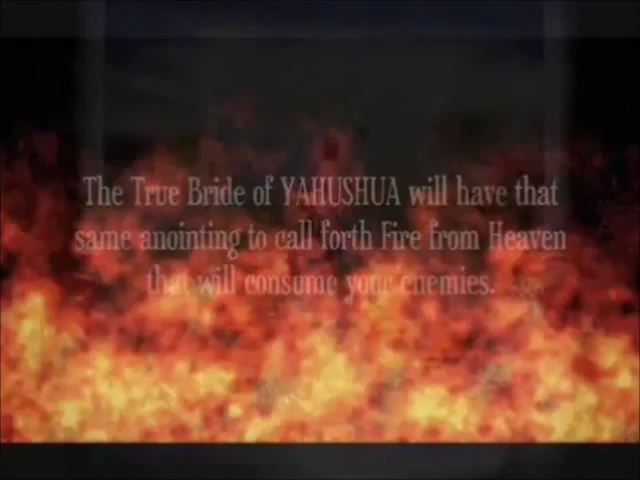 The True Bride of YAHUSHUA will have that
same anointing to call forth Fire from Heaven
that will consume your enemies.